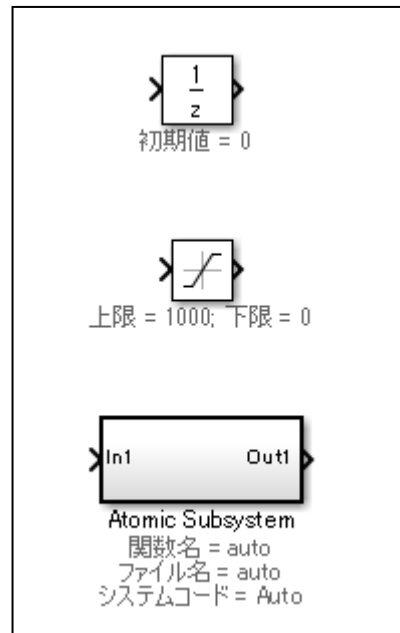 1
z
初期値 = 0
上限 = 1000; 下限 = 0
In1 Out1
Atomic Subsystem
関数名 = auto
ファイル名 = auto
システムコード = Auto